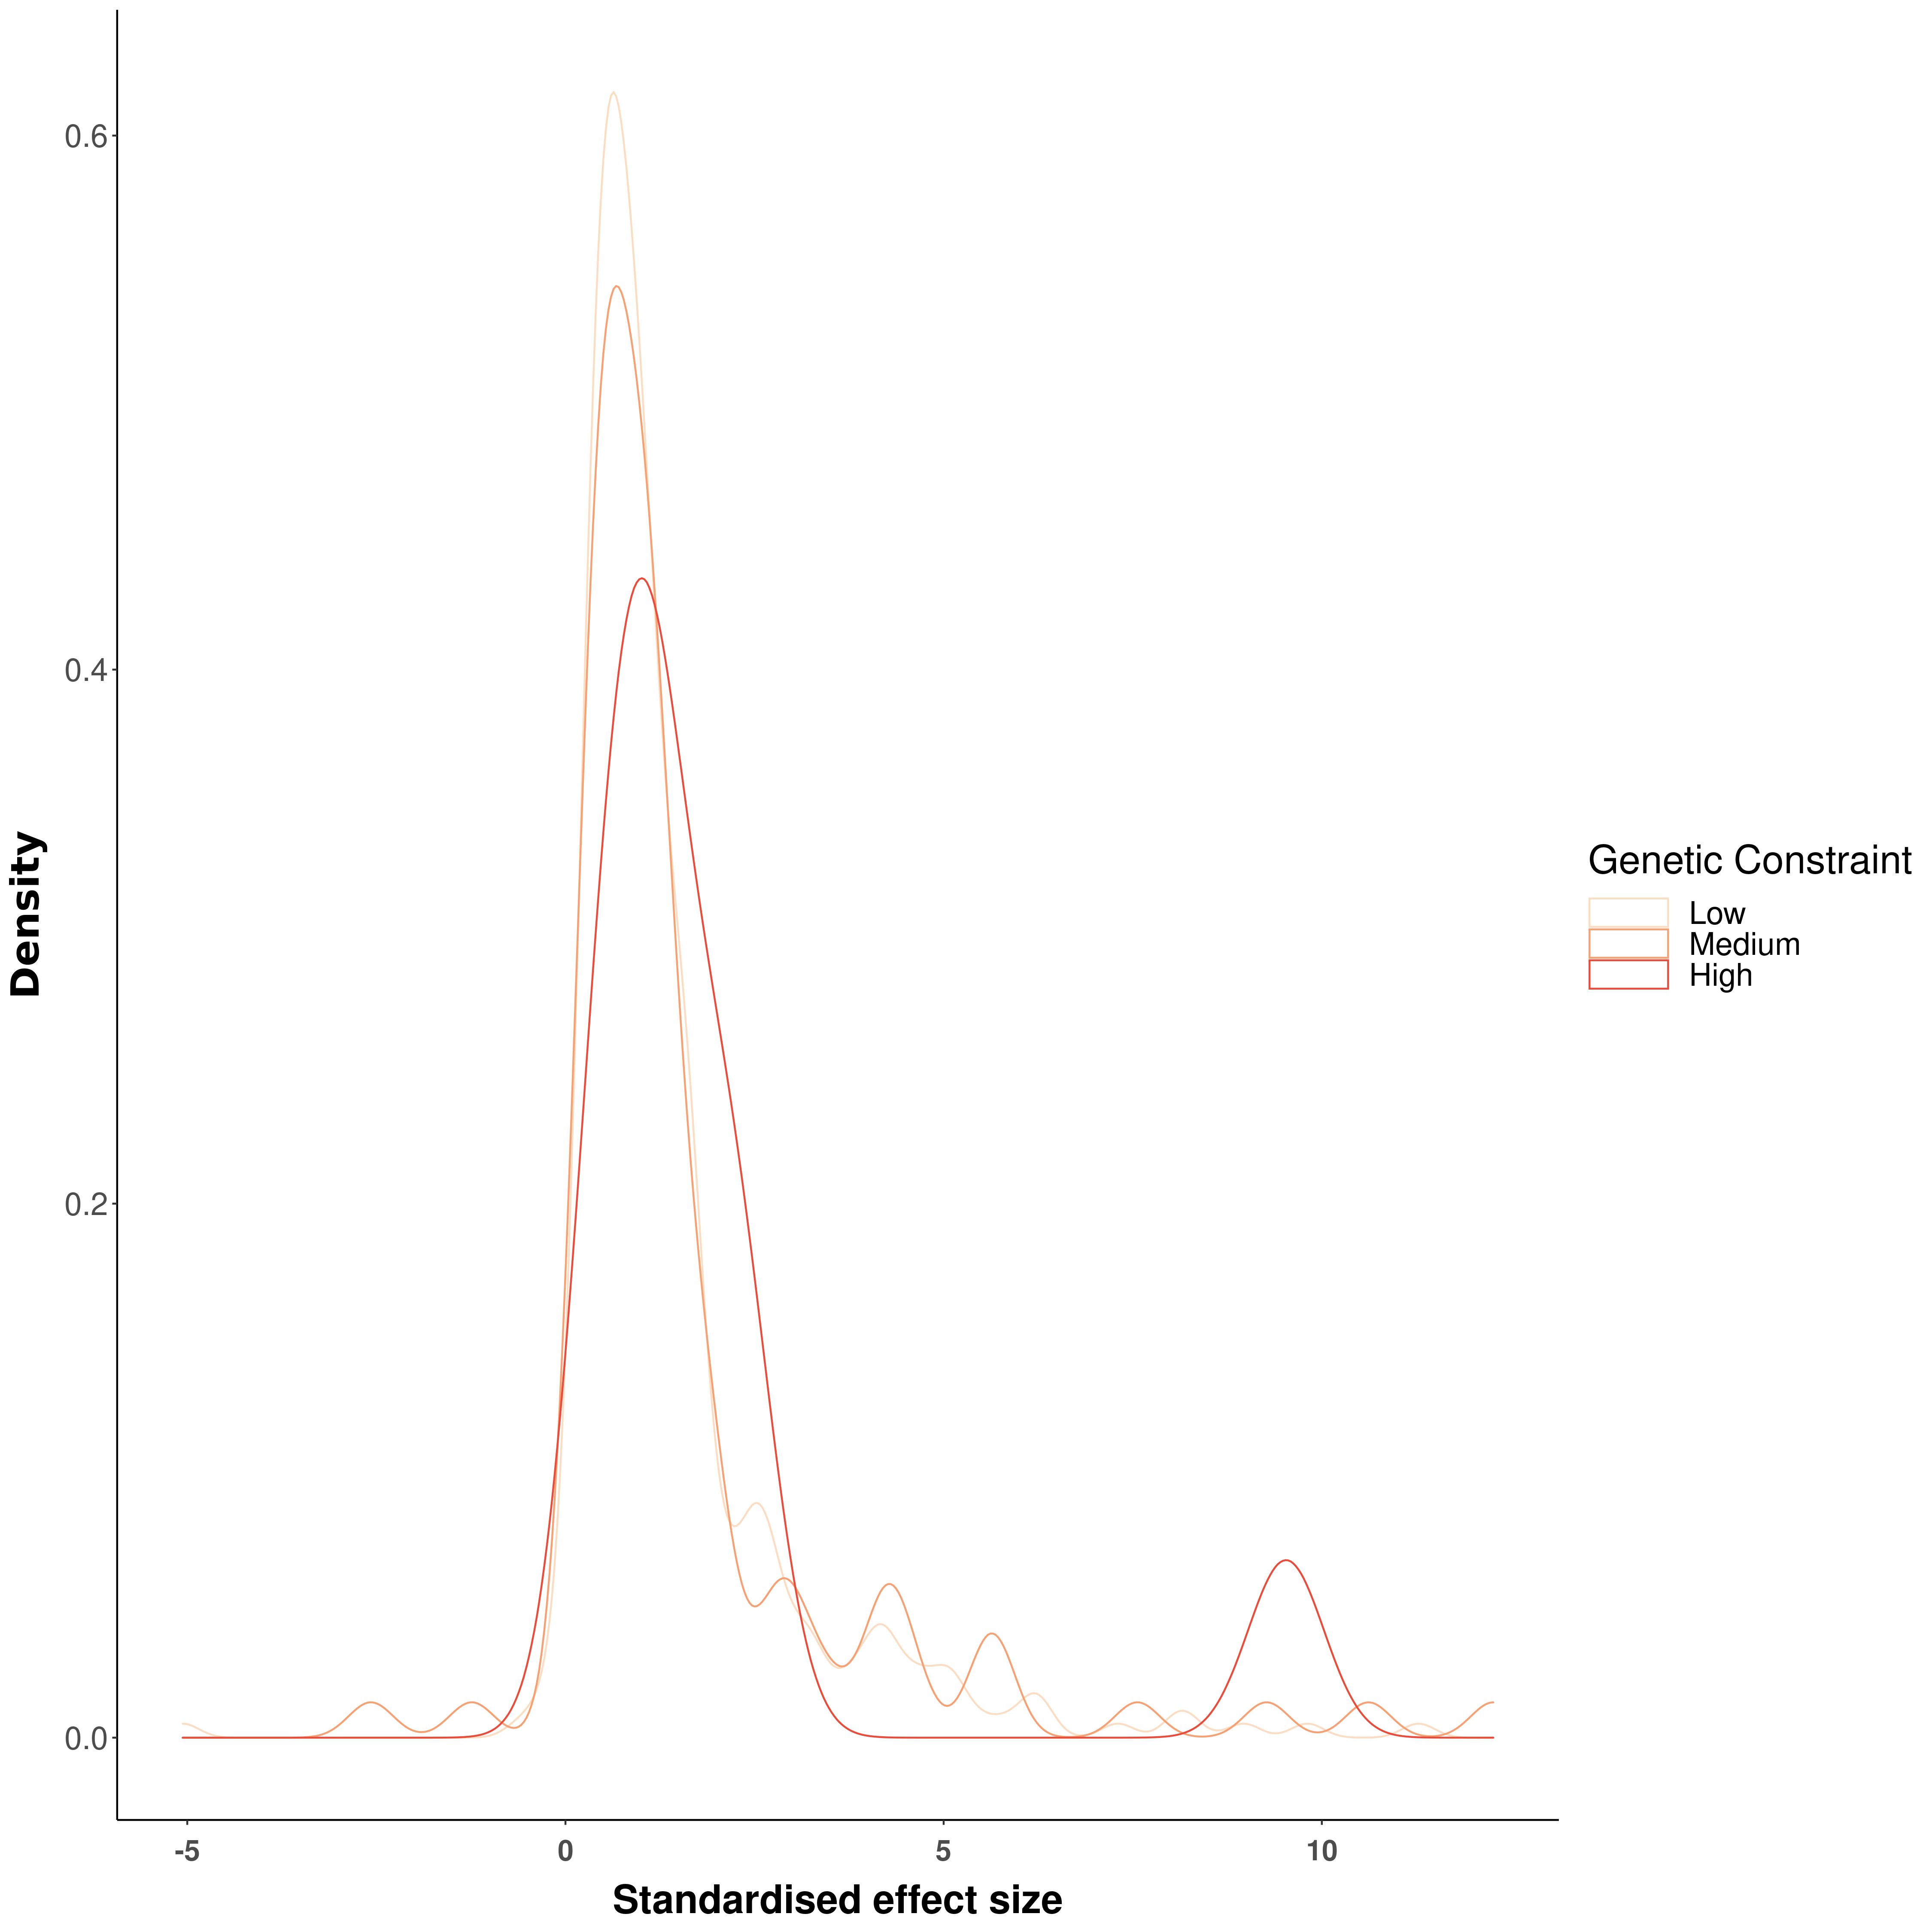 Density
0.6
0.4
0.2
0.0
-5 0 5 10
Standardised effect size
Genetic Constraint
Low
Medium
High